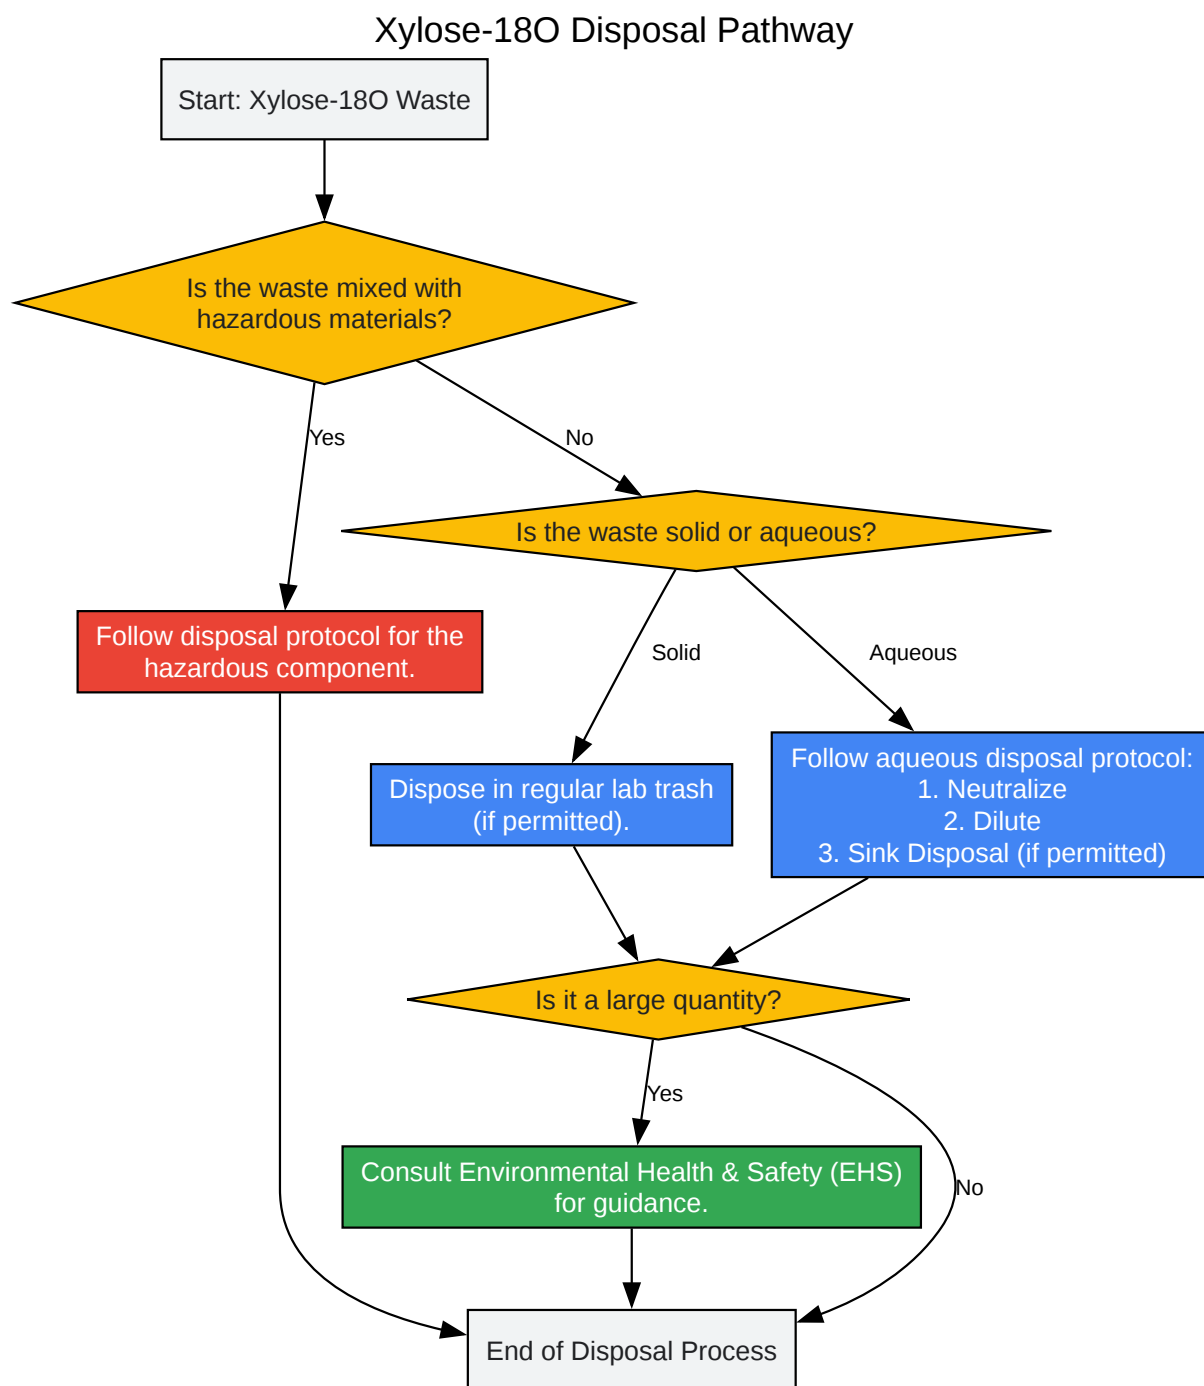 Xylose-18O Disposal Pathway
Start: Xylose-18O Waste
Is the waste mixed with
hazardous materials?
Yes
No
Is the waste solid or aqueous?
Follow disposal protocol for the
hazardous component.
Solid
Aqueous
Dispose in regular lab trash
(if permitted).
Follow aqueous disposal protocol:
1. Neutralize
2. Dilute
3. Sink Disposal (if permitted)
Is it a large quantity?
Yes
No
Consult Environmental Health & Safety (EHS)
for guidance.
End of Disposal Process